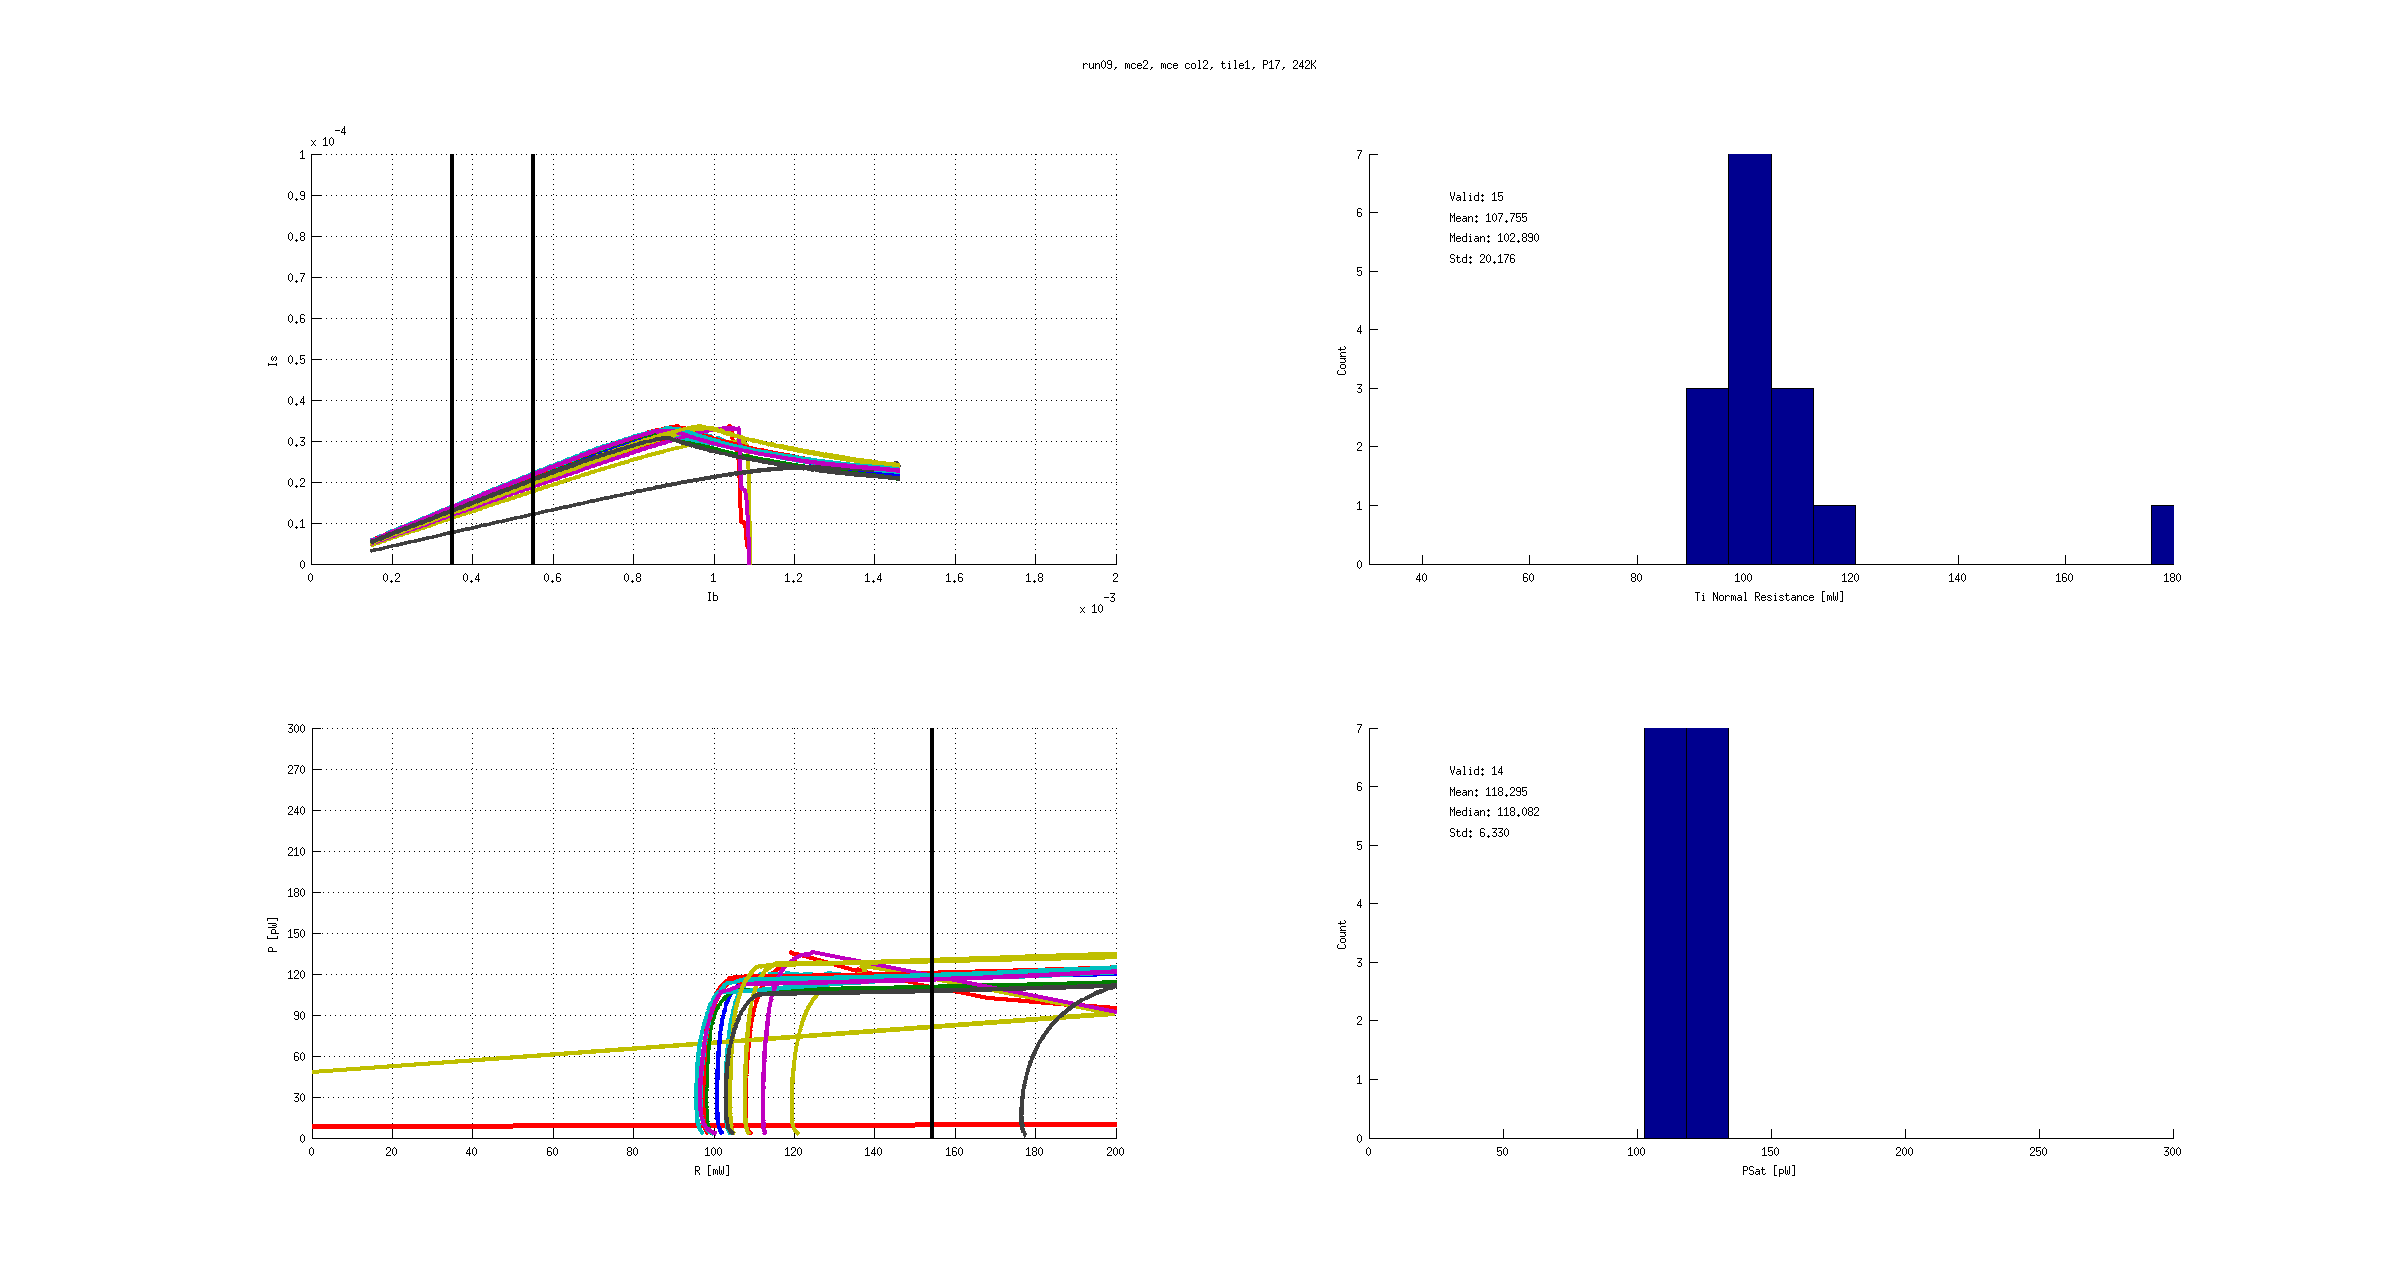 run09, mce2, mce col2, tile1, P17, 242K
x 10^-4
1
0.9
0.8
0.7
0.6
0.5
0.4
0.3
0.2
0.1
0
Is
0 0.2 0.4 0.6 0.8 1 1.2 1.4 1.6 1.8 2
Ib
x 10^-3
7
6
5
4
3
2
1
0
Count
Valid: 15
Mean: 107.755
Median: 102.890
Std: 20.176
40 60 80 100 120 140 160 180
Ti Normal Resistance [mW]
300
270
240
210
180
150
120
90
60
30
0
P [pW]
0 20 40 60 80 100 120 140 160 180 200
R [mW]
7
6
5
4
3
2
1
0
Count
Valid: 14
Mean: 118.295
Median: 118.082
Std: 6.330
0 50 100 150 200 250 300
PSat [pW]